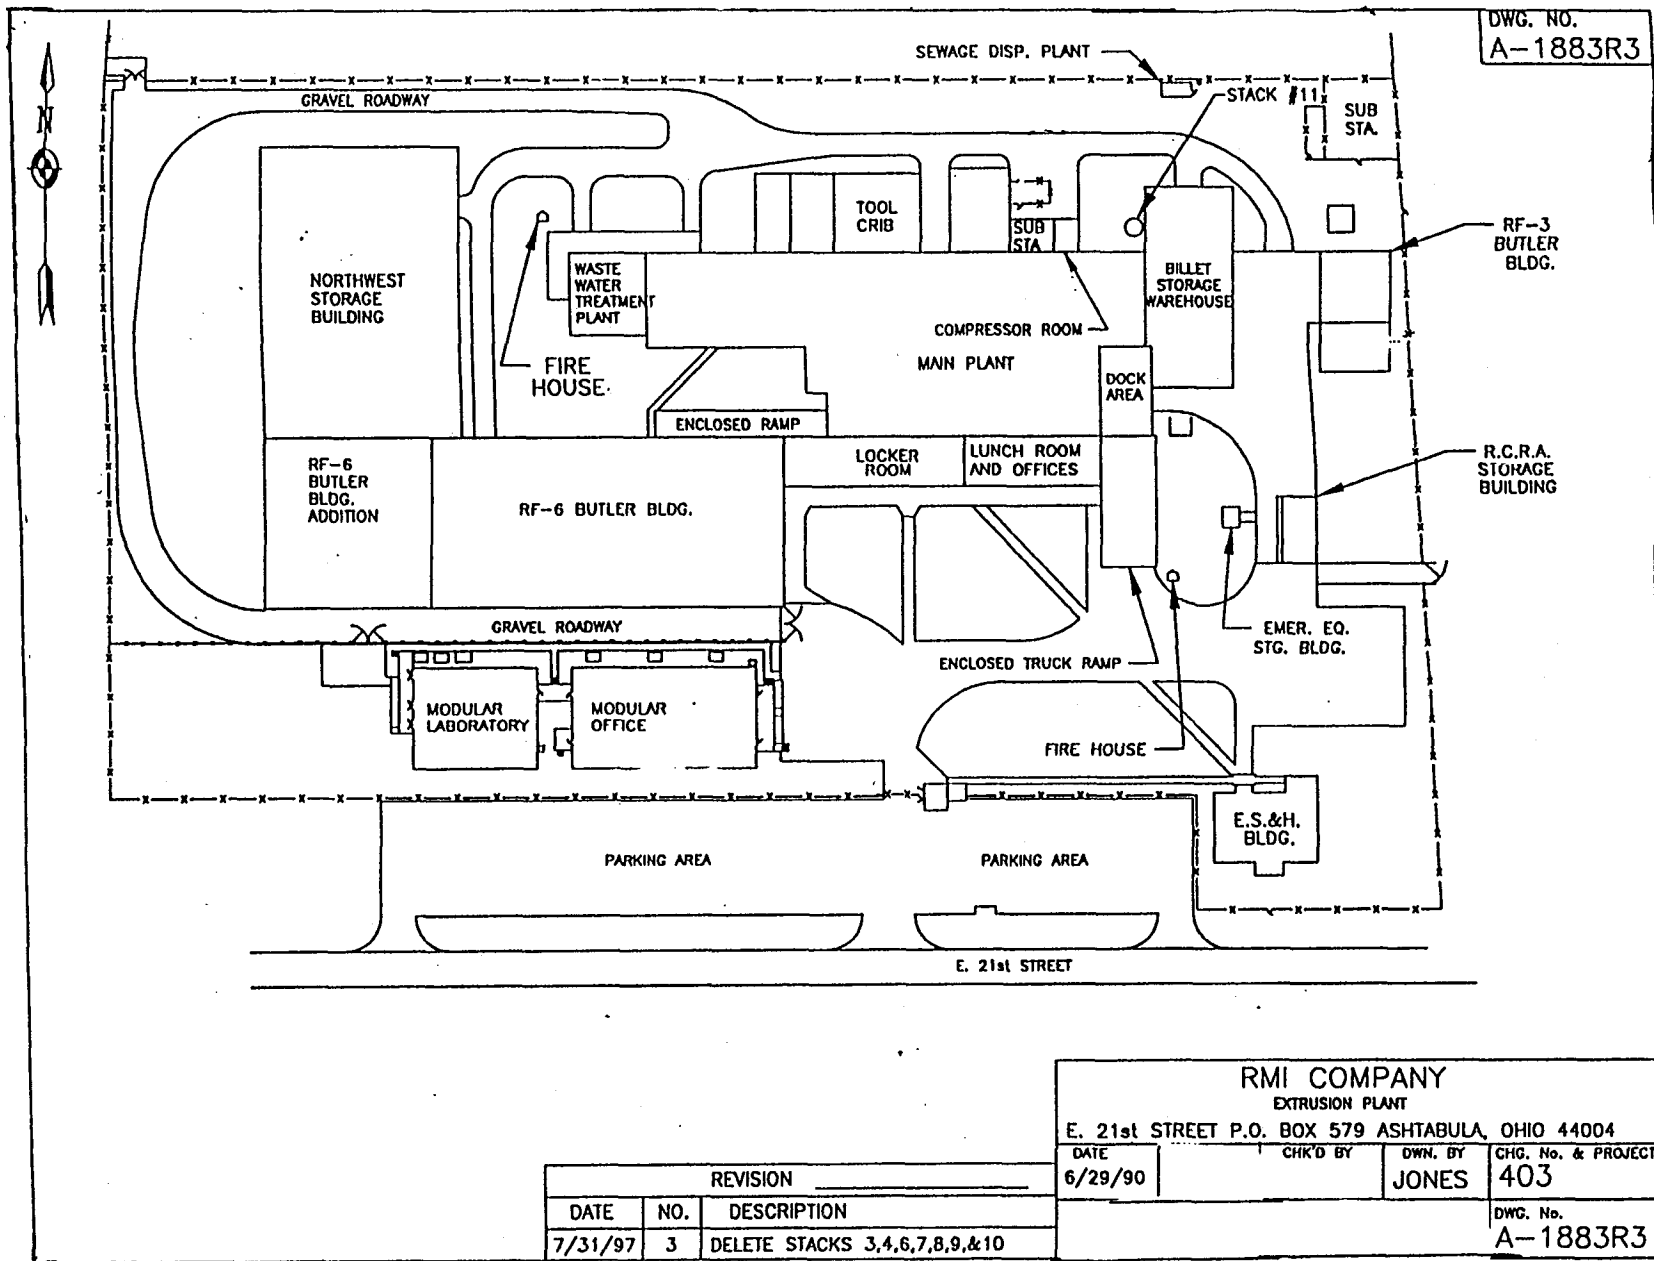 DWG. NO.
A-1883R3
SEWAGE DISP. PLANT
STACK #11
GRAVEL ROADWAY
SUB
STA.
N
TOOL
CRIB
SUB
STA
RF-3
BUTLER
BLDG.
NORTHWEST
STORAGE
BUILDING
WASTE
WATER
TREATMENT
PLANT
BILLET
STORAGE
WAREHOUSE
COMPRESSOR ROOM
MAIN PLANT
FIRE
HOUSE
DOCK
AREA
ENCLOSED RAMP
RF-6
BUTLER
BLDG.
ADDITION
RF-6 BUTLER BLDG.
LOCKER
ROOM
LUNCH ROOM
AND OFFICES
R.C.R.A.
STORAGE
BUILDING
GRAVEL ROADWAY
EMER. EQ.
STG. BLDG.
ENCLOSED TRUCK RAMP
MODULAR
LABORATORY
MODULAR
OFFICE
FIRE HOUSE
E.S.&H.
BLDG.
PARKING AREA
PARKING AREA
E. 21st STREET
RMI COMPANY
EXTRUSION PLANT
E. 21st STREET P.O. BOX 579 ASHTABULA, OHIO 44004
DATE
6/29/90
CHK'D BY
DWN. BY
JONES
CHG. No. & PROJECT
403
DWG. No.
A-1883R3
REVISION
DATE NO. DESCRIPTION
7/31/97 3 DELETE STACKS 3,4,6,7,8,9,&10